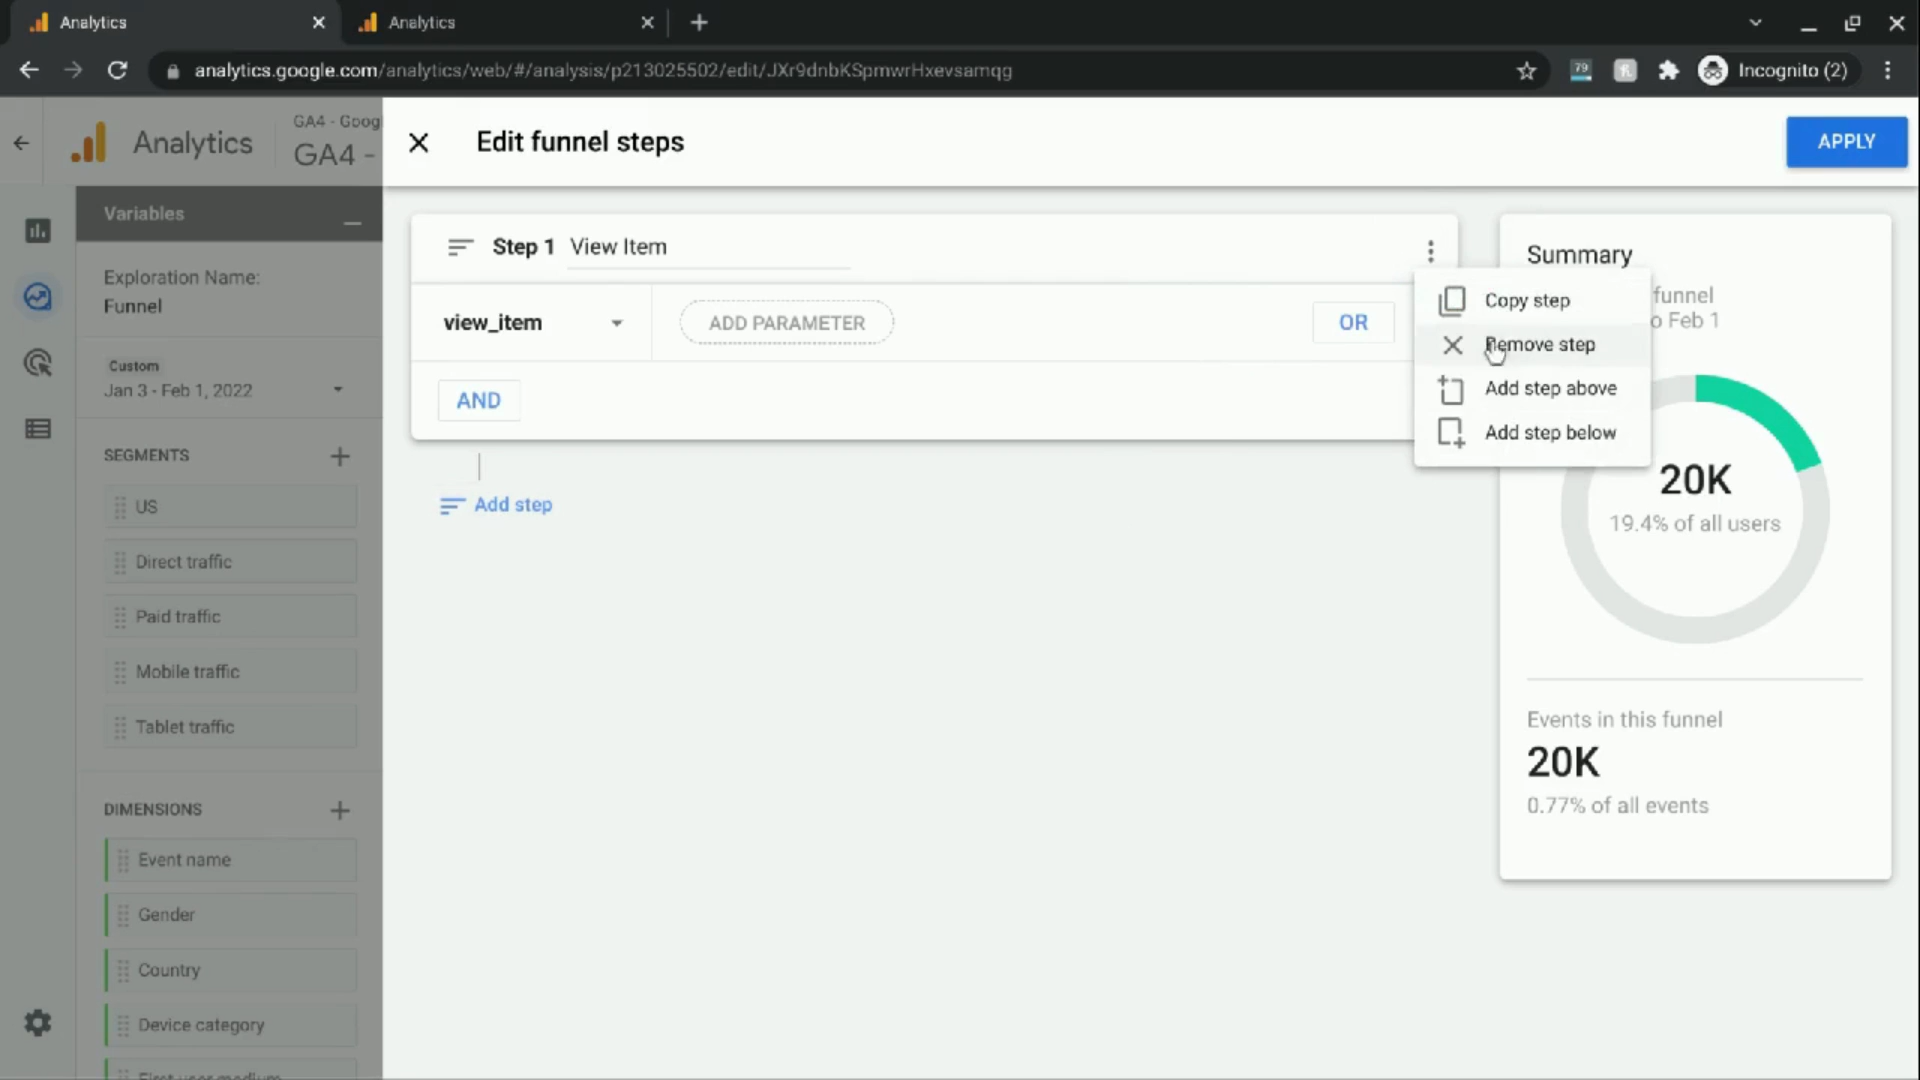 Analytics
Analytics
analytics.google.com/analytics/web/#/analysis/p213025502/edit/JXr9dnbKSpmwrHxevsamqg
79
Incognito (2)
Analytics
GA4 - Goog
GA4 -
Edit funnel steps
APPLY
Variables
Exploration Name:
Funnel
Custom
Jan 3 - Feb 1, 2022
SEGMENTS
US
Direct traffic
Paid traffic
Mobile traffic
Tablet traffic
DIMENSIONS
Event name
Gender
Country
Device category
First user medium
Step 1 View Item
view_item
ADD PARAMETER
OR
AND
Add step
Copy step
Remove step
Add step above
Add step below
Summary
funnel
o Feb 1
20K
19.4% of all users
Events in this funnel
20K
0.77% of all events